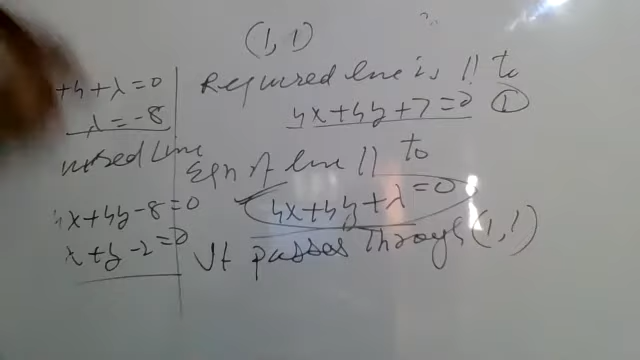 (1,1)
Required line is || to
4x+4y+7=0 ①
Eqn of line || to
4x+4y+λ=0
It passes through (1,1)
+4+λ=0
λ=-8
Line
4x+4y-8=0
x+y-2=0